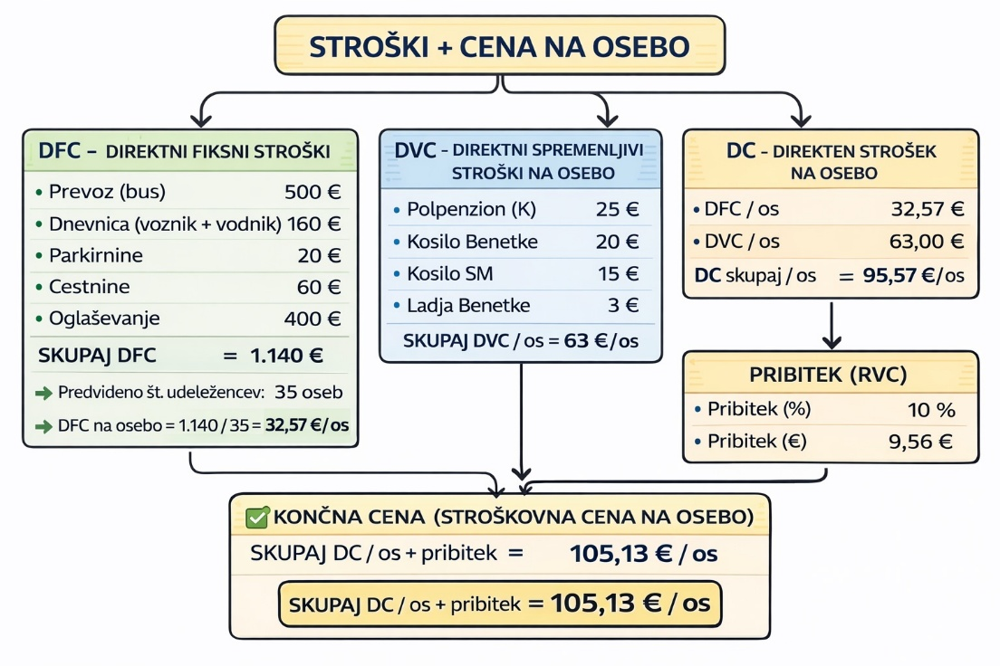 STROŠKI + CENA NA OSEBO
DFC – DIREKTNI FIKSNI STROŠKI
• Prevoz (bus) 500 €
• Dnevnica (voznik + vodnik) 160 €
• Parkirnine 20 €
• Cestnine 60 €
• Oglaševanje 400 €
SKUPAJ DFC = 1.140 €
Predvideno št. udeležencev: 35 oseb
DFC na osebo = 1.140 / 35 = 32,57 €/os
DVC - DIREKTNI SPREMENLJIVI
STROŠKI NA OSEBO
• Polpenzion (K) 25 €
• Kosilo Benetke 20 €
• Kosilo SM 15 €
• Ladja Benetke 3 €
SKUPAJ DVC / os = 63 €/os
DC - DIREKTEN STROŠEK
NA OSEBO
• DFC / os 32,57 €
• DVC / os 63,00 €
DC skupaj / os = 95,57 €/os
PRIBITEK (RVC)
• Pribitek (%) 10 %
• Pribitek (€) 9,56 €
KONČNA CENA (STROŠKOVNA CENA NA OSEBO)
SKUPAJ DC / os + pribitek = 105,13 € / os
SKUPAJ DC / os + pribitek = 105,13 € / os